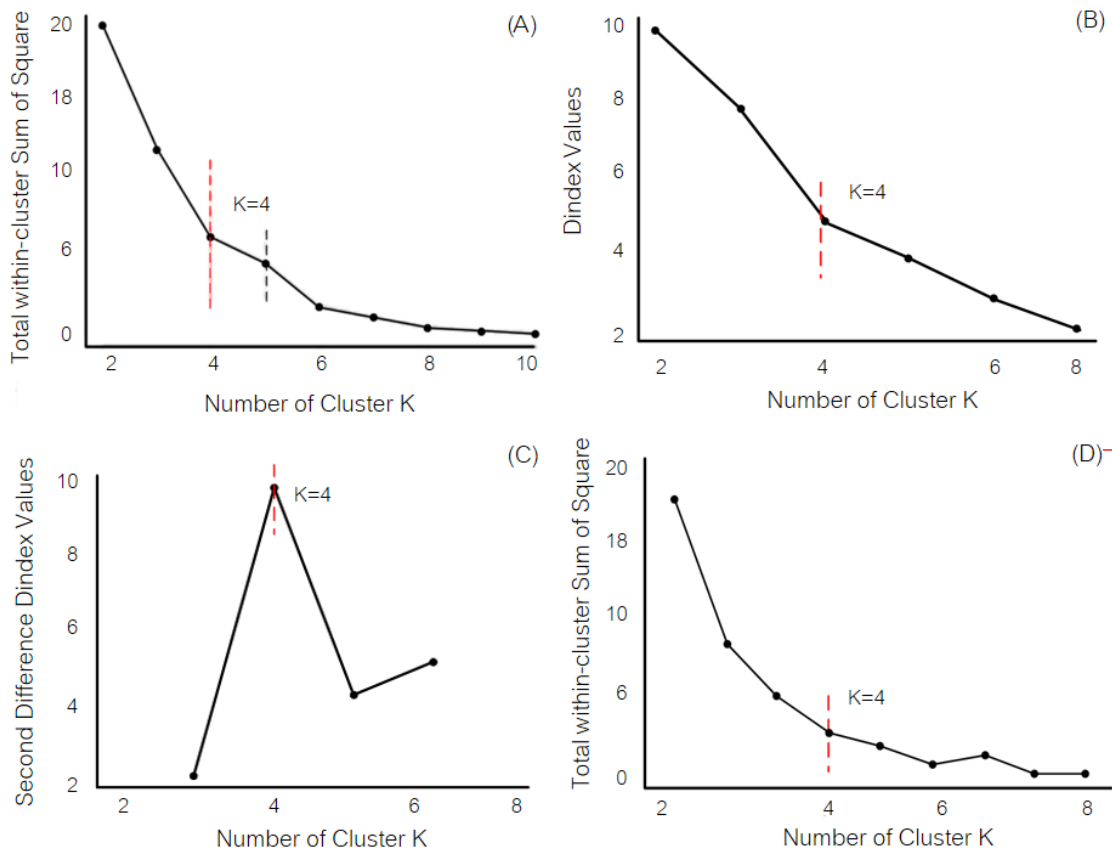 (A)
Total within-cluster Sum of Square
20
18
10
6
0
K=4
2 4 6 8 10
Number of Cluster K
(B)
Dindex Values
10
8
6
4
2
K=4
2 4 6 8
Number of Cluster K
(C)
Second Difference Dindex Values
10
8
6
4
2
K=4
2 4 6 8
Number of Cluster K
(D)
Total within-cluster Sum of Square
20
18
10
6
0
K=4
2 4 6 8
Number of Cluster K